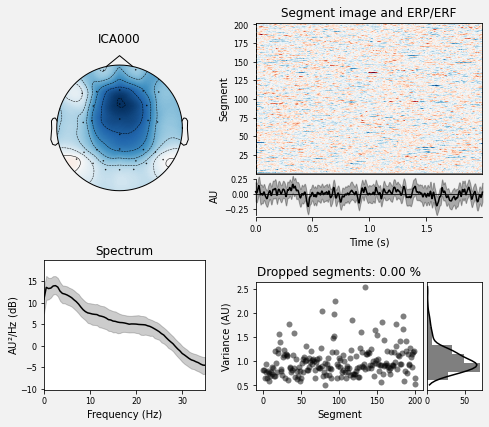 ICA000
Segment image and ERP/ERF
Segment
200
175
150
125
100
75
50
25
AU
0.25
0.00
−0.25
0.0 0.5 1.0 1.5
Time (s)
Spectrum
AU²/Hz (dB)
15
10
5
0
−5
−10
0 10 20 30
Frequency (Hz)
Dropped segments: 0.00 %
Variance (AU)
2.5
2.0
1.5
1.0
0.5
0 50 100 150 200
Segment
0 50